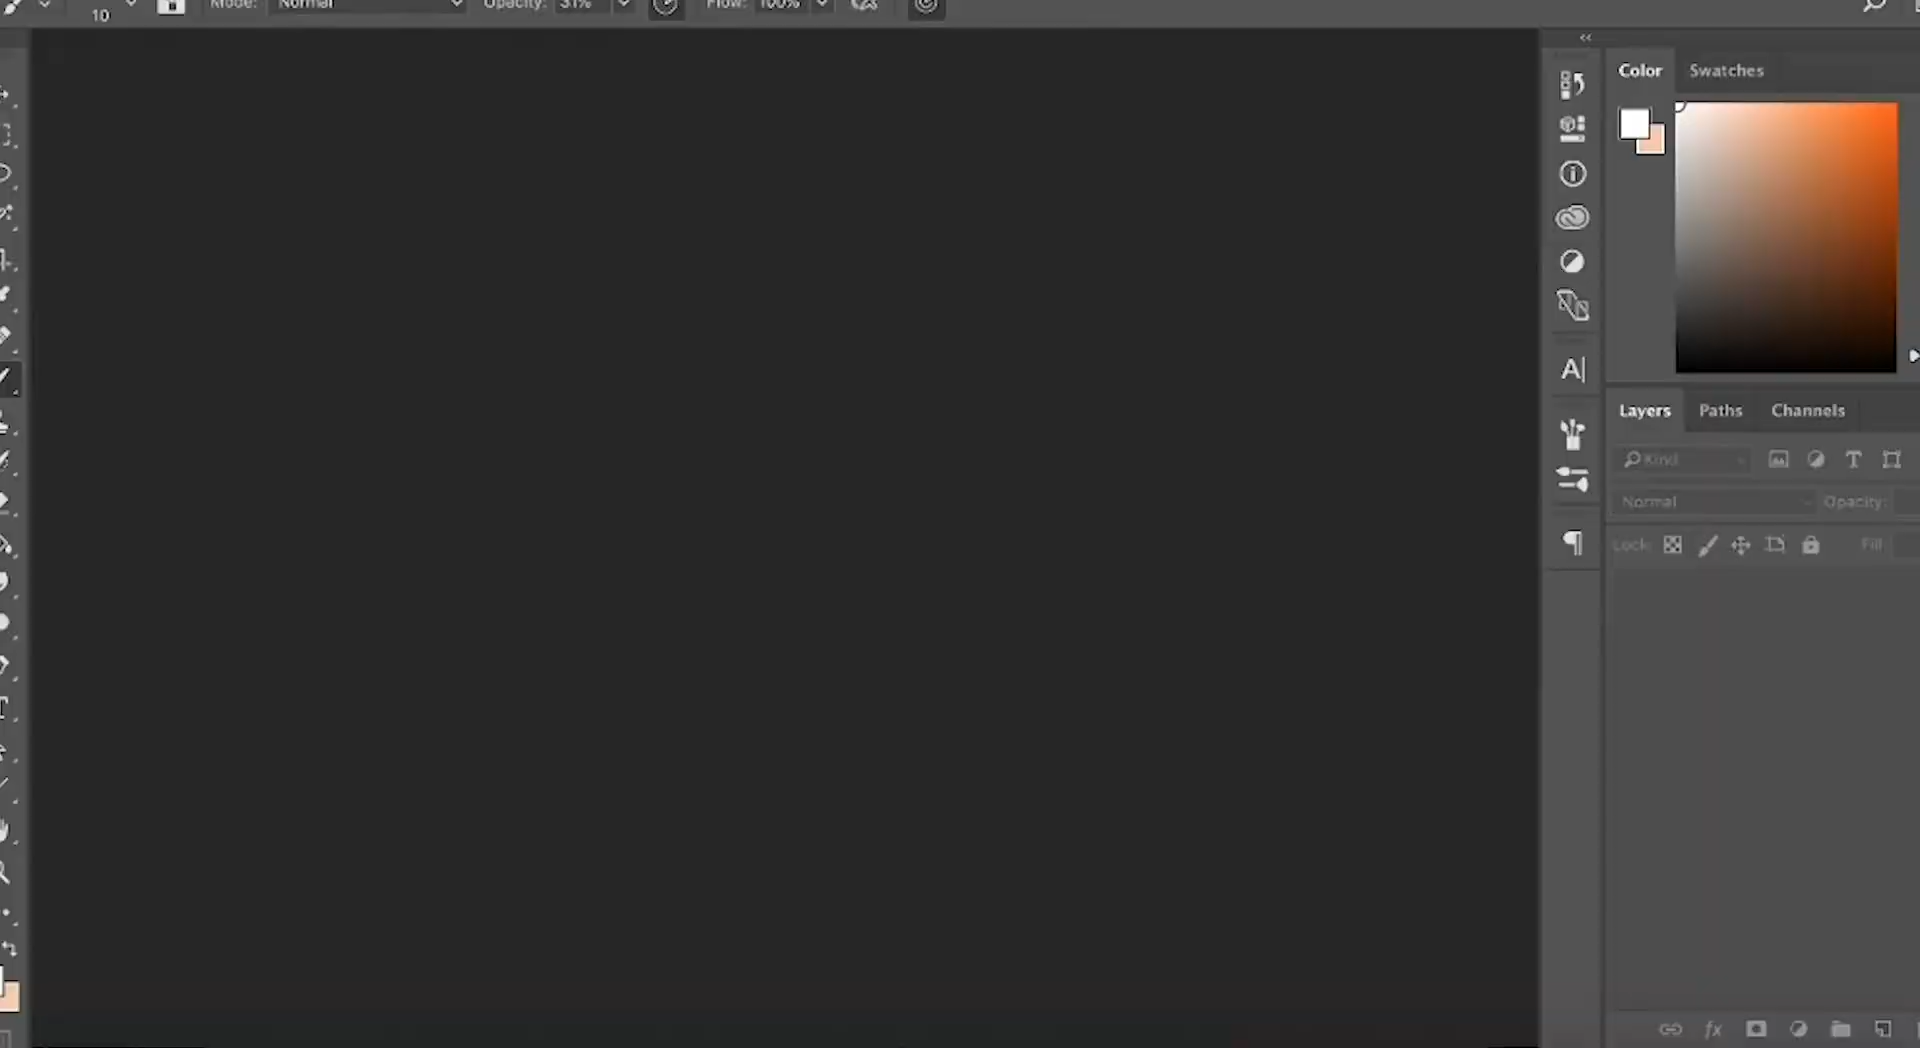 10 Mode: Normal Opacity: 31% Flow: 100%
Color Swatches
Layers Paths Channels
Kind
Normal Opacity:
Lock: Fill